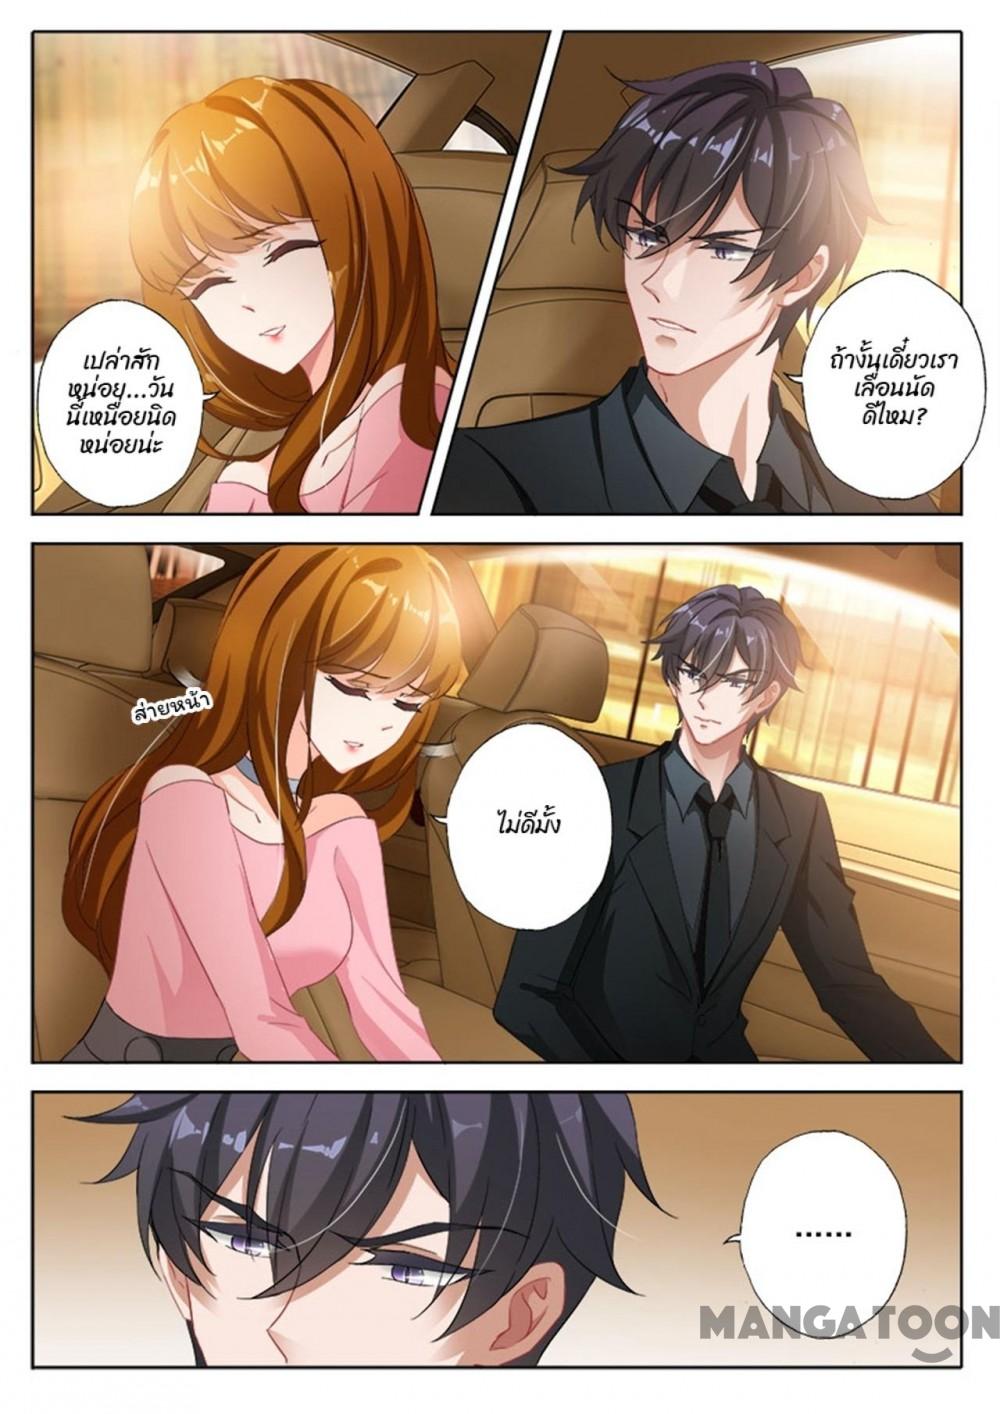 เปล่าสัก
หน่อย...วัน
นี้เหนื่อยนิด
หน่อยน่ะ
ถ้างั้นเดี๋ยวเรา
เลื่อนนัด
ดีไหม?
ส่ายหน้า
ไม่ดีมั้ง
......
MANGATOON